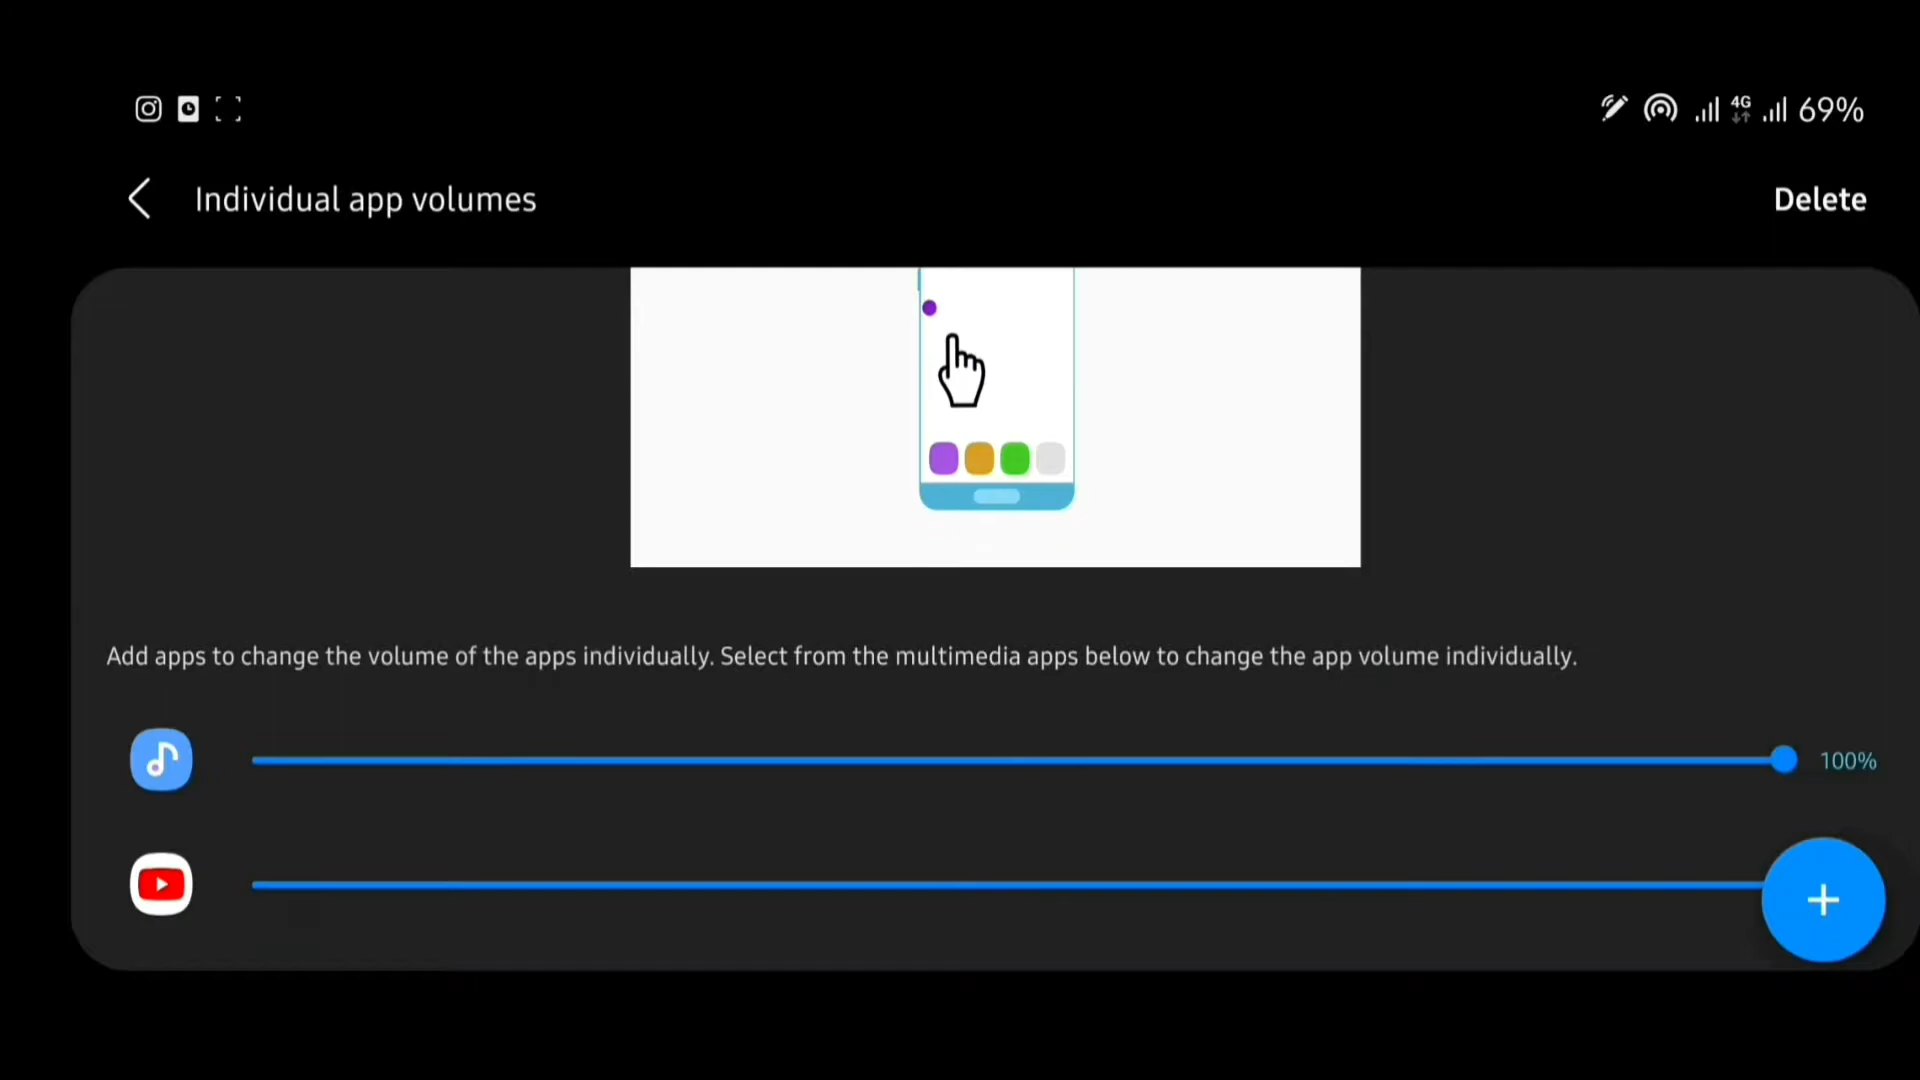 4G 69%
Individual app volumes
Delete
Add apps to change the volume of the apps individually. Select from the multimedia apps below to change the app volume individually.
100%